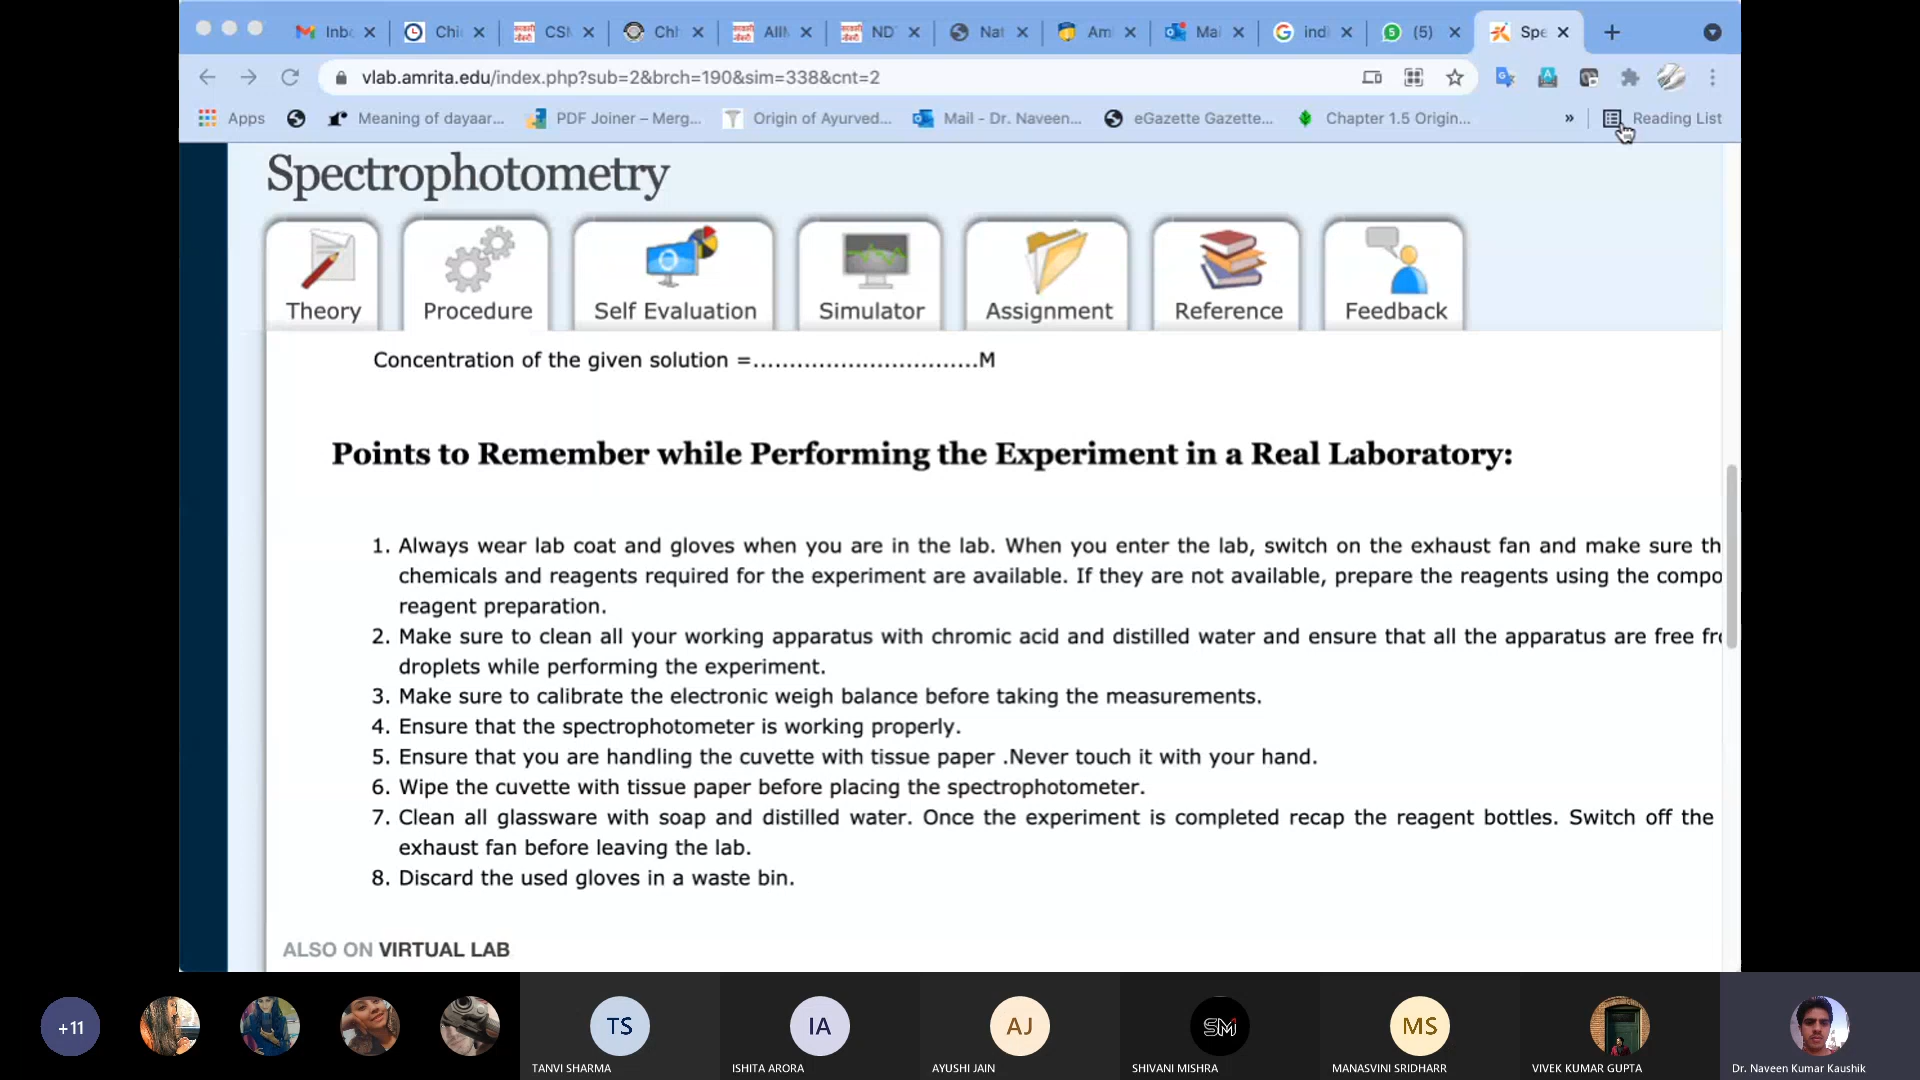 Inb
Chi
CSI
Chh
AII
ND
Nat
Am
Mai
indi
(5)
Spe
vlab.amrita.edu/index.php?sub=2&brch=190&sim=338&cnt=2
Apps
Meaning of dayaar...
PDF Joiner – Merg...
Origin of Ayurved...
Mail - Dr. Naveen...
eGazette Gazette...
Chapter 1.5 Origin...
»
Reading List
Spectrophotometry
Theory
Procedure
Self Evaluation
Simulator
Assignment
Reference
Feedback
Concentration of the given solution =...............................M
Points to Remember while Performing the Experiment in a Real Laboratory:
1. Always wear lab coat and gloves when you are in the lab. When you enter the lab, switch on the exhaust fan and make sure th
chemicals and reagents required for the experiment are available. If they are not available, prepare the reagents using the compo
reagent preparation.
2. Make sure to clean all your working apparatus with chromic acid and distilled water and ensure that all the apparatus are free fro
droplets while performing the experiment.
3. Make sure to calibrate the electronic weigh balance before taking the measurements.
4. Ensure that the spectrophotometer is working properly.
5. Ensure that you are handling the cuvette with tissue paper .Never touch it with your hand.
6. Wipe the cuvette with tissue paper before placing the spectrophotometer.
7. Clean all glassware with soap and distilled water. Once the experiment is completed recap the reagent bottles. Switch off the
exhaust fan before leaving the lab.
8. Discard the used gloves in a waste bin.
ALSO ON VIRTUAL LAB
+11
TS
IA
AJ
SM
MS
TANVI SHARMA
ISHITA ARORA
AYUSHI JAIN
SHIVANI MISHRA
MANASVINI SRIDHARR
VIVEK KUMAR GUPTA
Dr. Naveen Kumar Kaushik